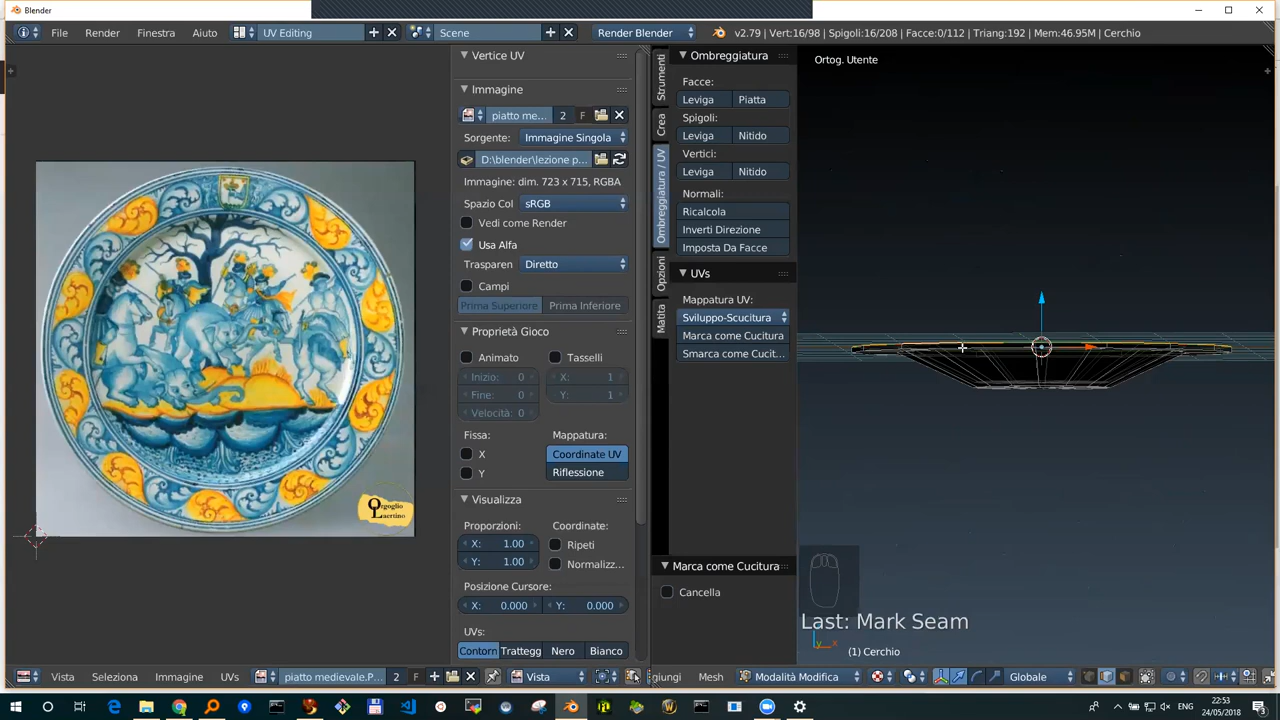 Blender
File Render Finestra Aiuto UV Editing Scene Render Blender v2.79 | Vert:16/98 | Spigoli:16/208 | Facce:0/112 | Triang:192 | Mem:46.95M | Cerchio
Vertice UV
Immagine
piatto me... 2 F
Sorgente: Immagine Singola
D:\blender\lezione p...
Immagine: dim. 723 x 715, RGBA
Spazio Col sRGB
Vedi come Render
Usa Alfa
Trasparen Diretto
Campi
Prima Superiore Prima Inferiore
Proprietà Gioco
Animato Tasselli
Inizio: 0 X: 1
Fine: 0 Y: 1
Velocità: 0
Fissa: Mappatura:
X Coordinate UV
Y Riflessione
Visualizza
Proporzioni: Coordinate:
X: 1.00 Ripeti
Y: 1.00 Normalizz...
Posizione Cursore:
X: 0.000 Y: 0.000
UVs:
Contorn Trattegg Nero Bianco
Orgoglio
Lacertino
Strumenti
Crea
Ombreggiatura / UV
Opzioni
Matita
Ombreggiatura
Facce:
Leviga Piatta
Spigoli:
Leviga Nitido
Vertici:
Leviga Nitido
Normali:
Ricalcola
Inverti Direzione
Imposta Da Facce
UVs
Mappatura UV:
Sviluppo-Scucitura
Marca come Cucitura
Smarca come Cucit...
Marca come Cucitura
Cancella
Ortog. Utente
Last: Mark Seam
y x
(1) Cerchio
Vista Seleziona Immagine UVs piatto medievale.P... 2 F Vista
giungi Mesh Modalità Modifica Globale
ENG
22:53
24/05/2018
3